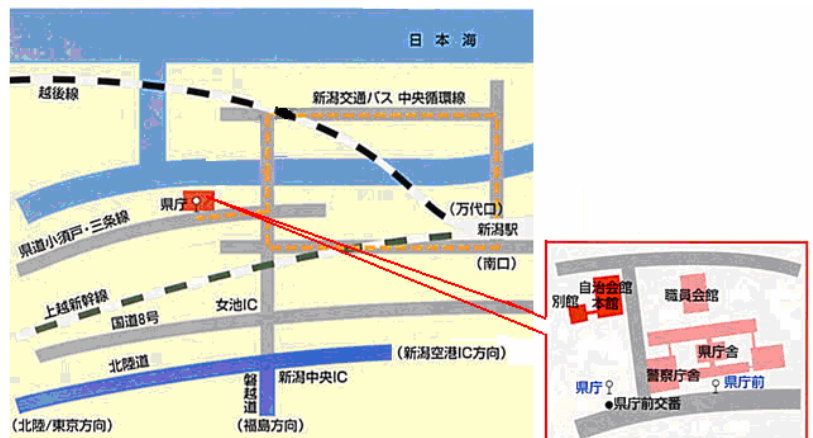 日本海
越後線
新潟交通バス 中央循環線
県庁
(万代口)
新潟駅
(南口)
県道小須戸・三条線
上越新幹線
女池IC
国道8号
北陸道
(新潟空港IC方向)
新潟中央IC
磐越道
(北陸/東京方向)
(福島方向)
自治会館
別館
本館
職員会館
県庁舎
警察庁舎
県庁
県庁前
県庁前交番